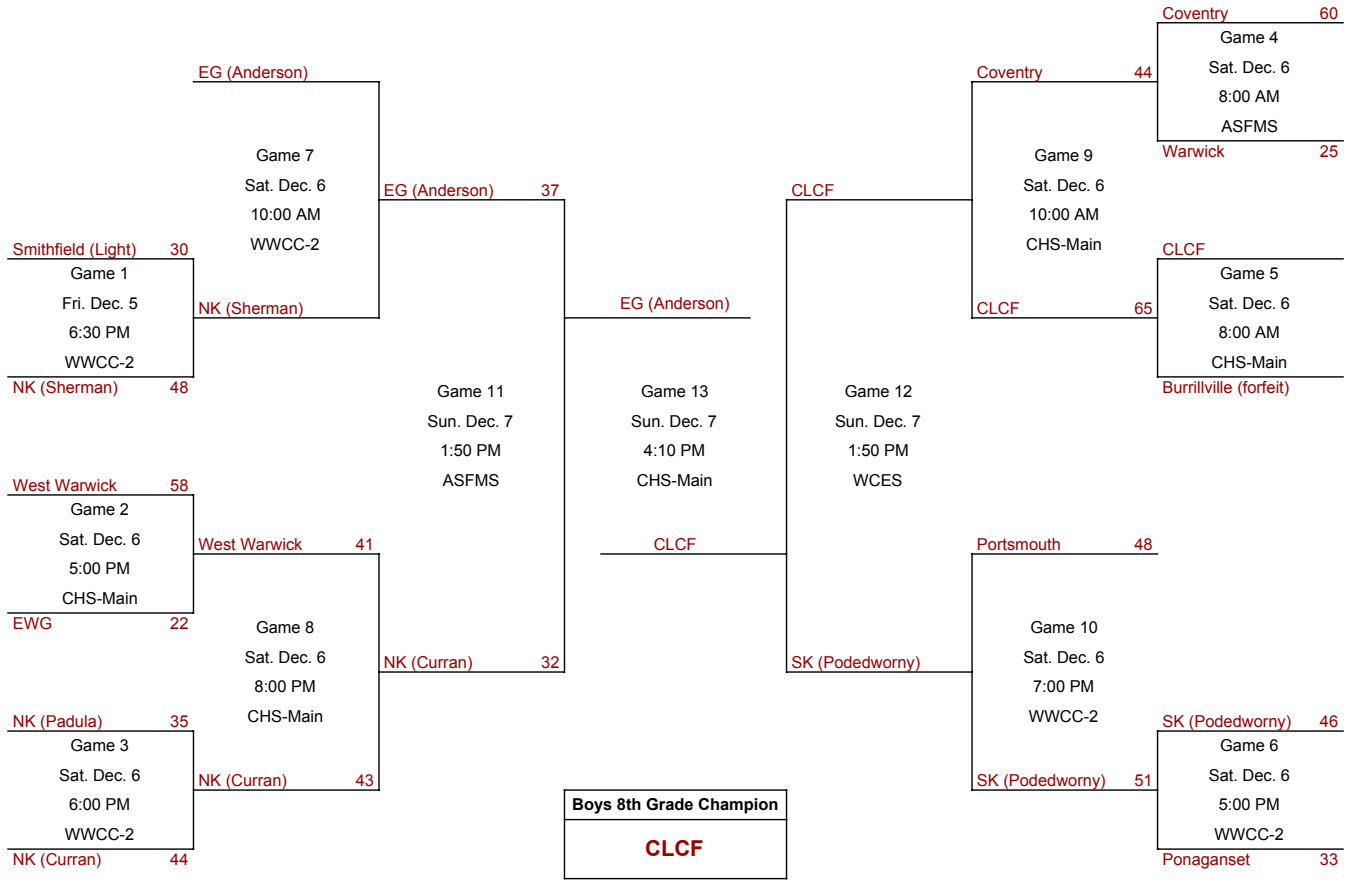 EG (Anderson)
Game 7
Sat. Dec. 6
10:00 AM
WWCC-2
Smithfield (Light) 30
Game 1
Fri. Dec. 5
6:30 PM
WWCC-2
NK (Sherman) 48
NK (Sherman)
West Warwick 58
Game 2
Sat. Dec. 6
5:00 PM
CHS-Main
EWG 22
West Warwick 41
Game 8
Sat. Dec. 6
8:00 PM
CHS-Main
NK (Padula) 35
Game 3
Sat. Dec. 6
6:00 PM
WWCC-2
NK (Curran) 44
NK (Curran) 43
EG (Anderson) 37
Game 11
Sun. Dec. 7
1:50 PM
ASFMS
NK (Curran) 32
EG (Anderson)
Game 13
Sun. Dec. 7
4:10 PM
CHS-Main
CLCF
Boys 8th Grade Champion
CLCF
CLCF
Game 12
Sun. Dec. 7
1:50 PM
WCES
SK (Podedworny)
Coventry 44
Game 9
Sat. Dec. 6
10:00 AM
CHS-Main
CLCF 65
Portsmouth 48
Game 10
Sat. Dec. 6
7:00 PM
WWCC-2
SK (Podedworny) 51
Coventry 60
Game 4
Sat. Dec. 6
8:00 AM
ASFMS
Warwick 25
CLCF
Game 5
Sat. Dec. 6
8:00 AM
CHS-Main
Burrillville (forfeit)
SK (Podedworny) 46
Game 6
Sat. Dec. 6
5:00 PM
WWCC-2
Ponaganset 33